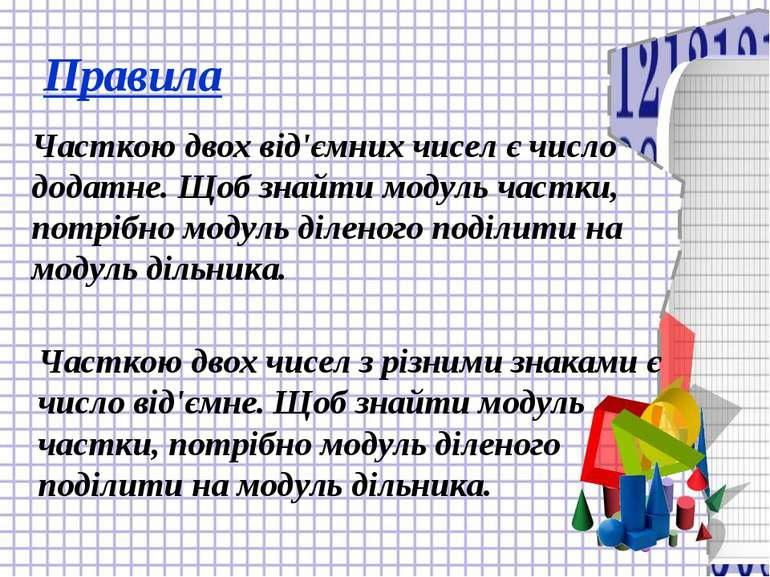 Правила
Часткою двох від'ємних чисел є число
додатне. Щоб знайти модуль частки,
потрібно модуль діленого поділити на
модуль дільника.
Часткою двох чисел з різними знаками є
число від'ємне. Щоб знайти модуль
частки, потрібно модуль діленого
поділити на модуль дільника.